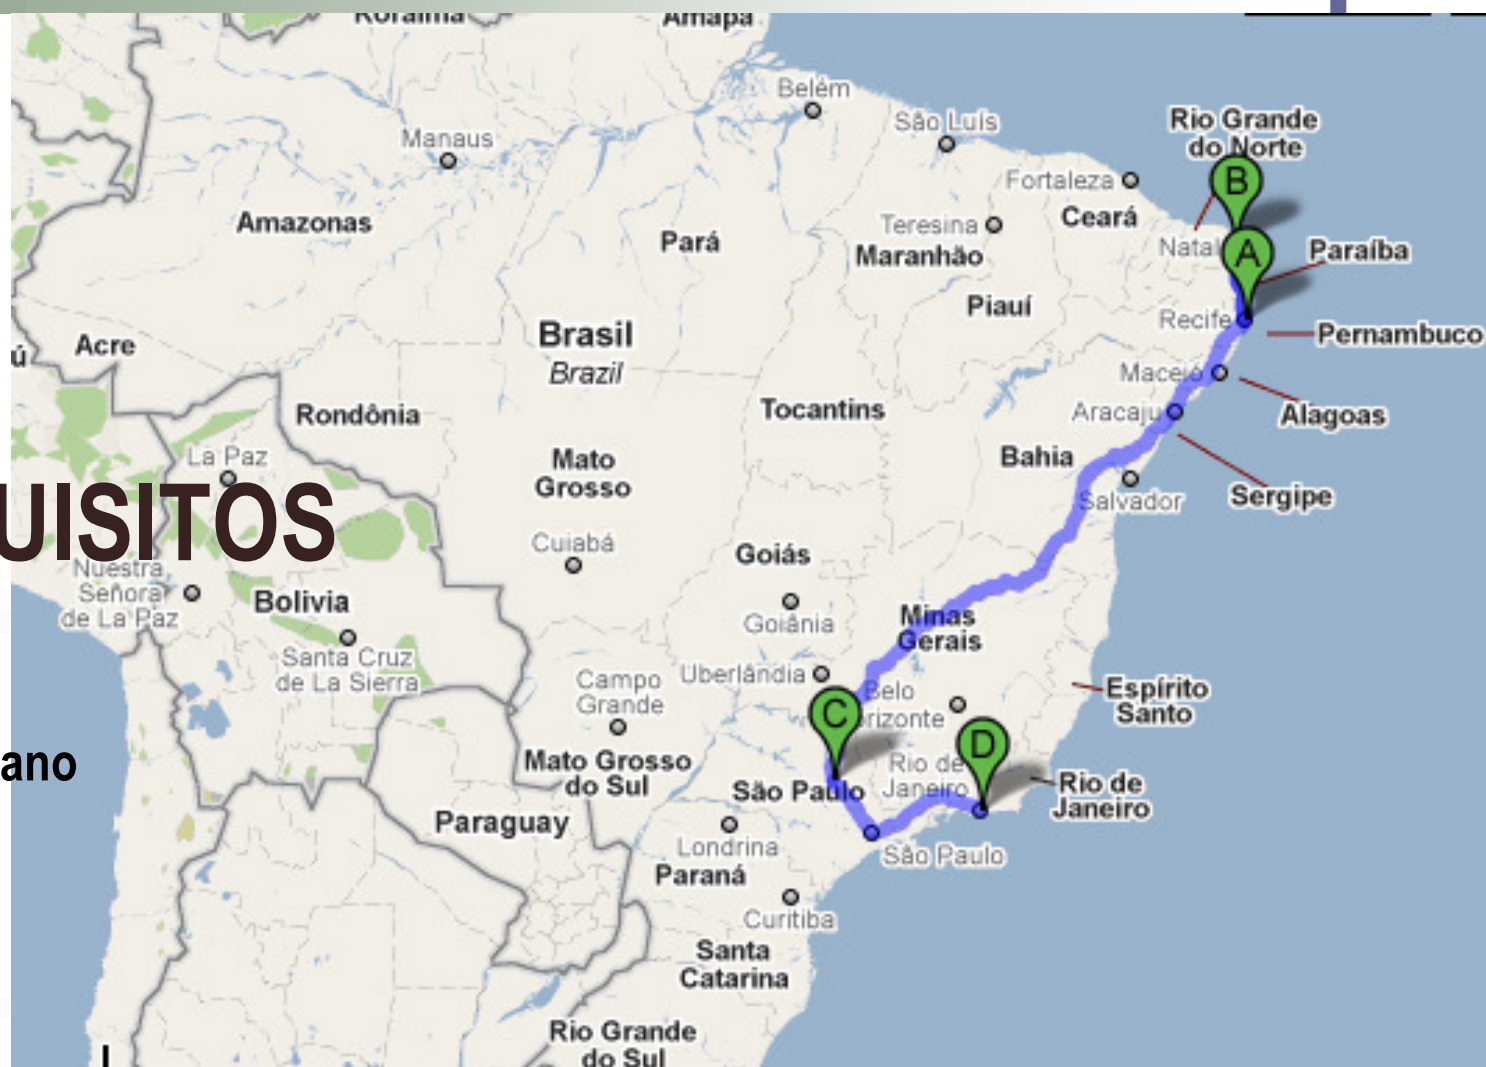 Roraima
Amapá
Belém
São Luís
Manaus
Rio Grande
do Norte
Fortaleza
B
Ceará
Amazonas
Teresina
Pará
Maranhão
Natal
A
Paraíba
Piauí
Recife
Pernambuco
Brasil
Brazil
Acre
ú
Maceió
Rondônia
Tocantins
Aracaju
Alagoas
La Paz
Mato
Grosso
Bahia
Salvador
Sergipe
UISITOS
Cuiabá
Goiás
Nuestra
Señora
de La Paz
Bolivia
Goiânia
Minas
Gerais
Santa Cruz
de La Sierra
Campo
Grande
Uberlândia
Belo
rizonte
Espírito
Santo
C
D
ano
Mato Grosso
do Sul
São Paulo
Rio de
Janeiro
Rio de
Janeiro
Paraguay
Londrina
São Paulo
Paraná
Curitiba
Santa
Catarina
Rio Grande
do Sul